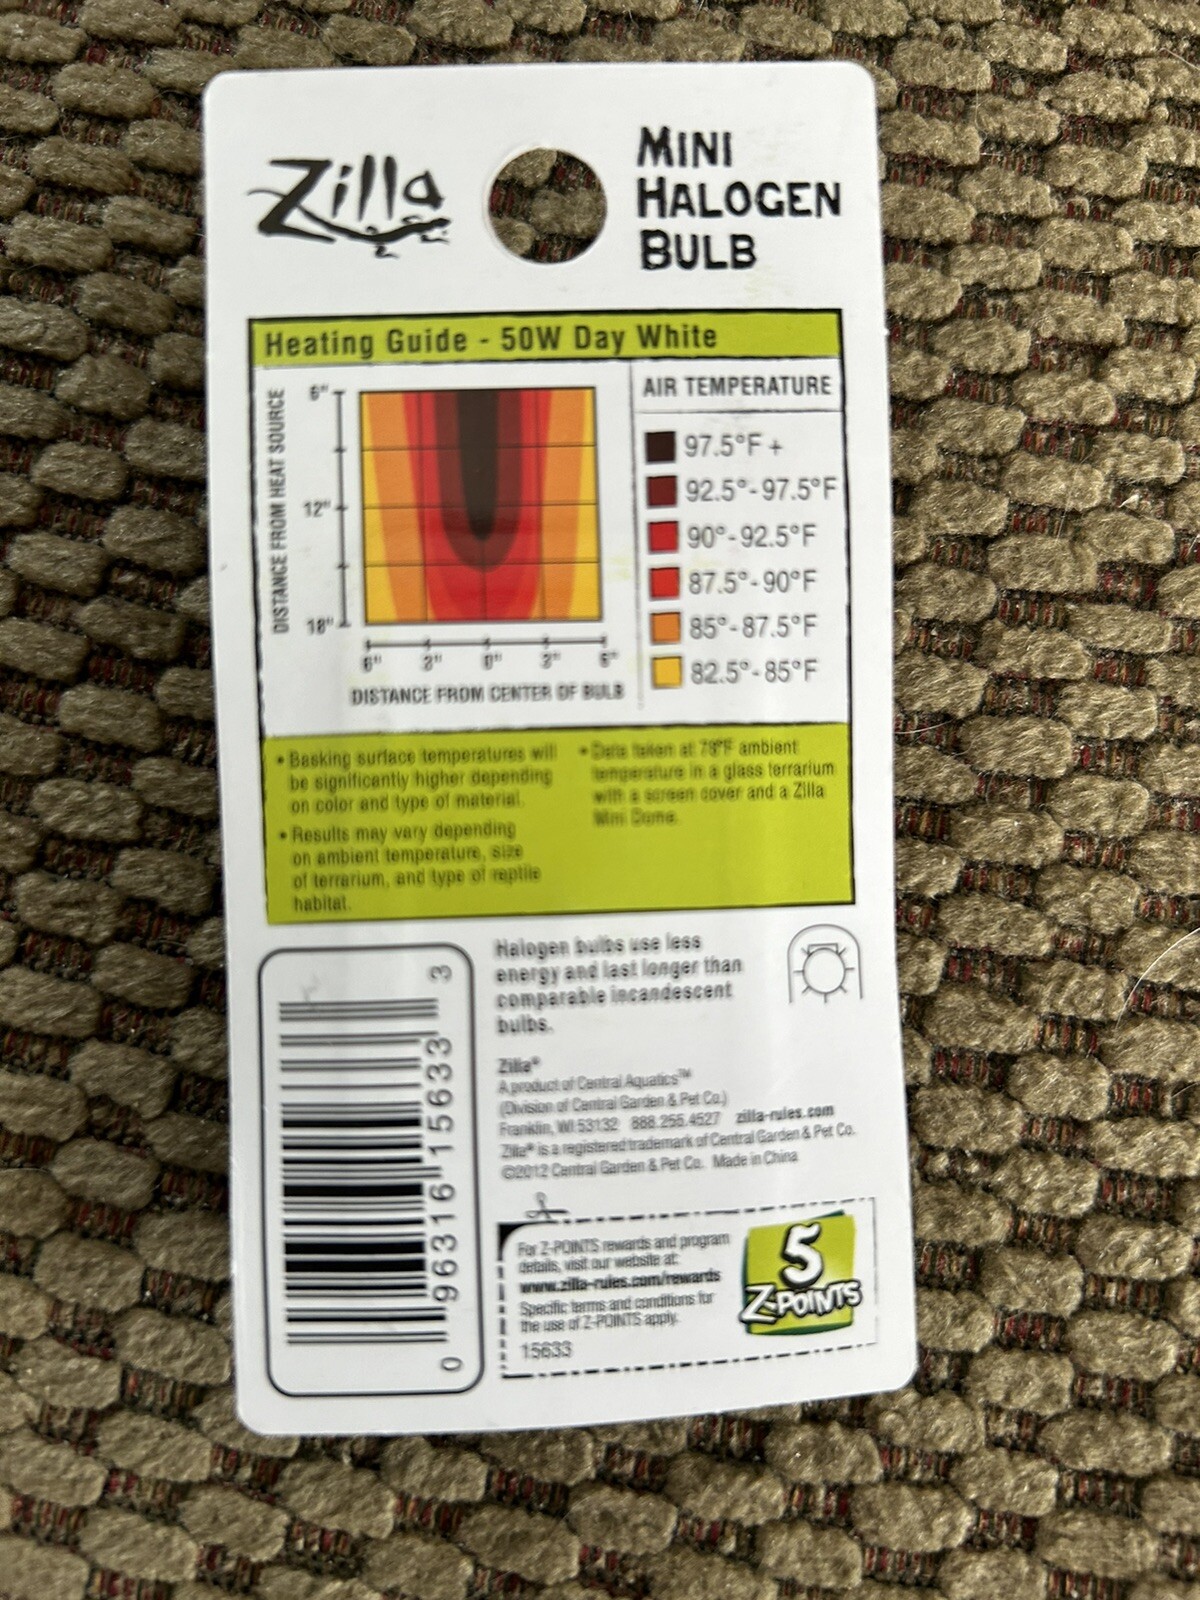 Zilla
MINI
HALOGEN
BULB
Heating Guide - 50W Day White
DISTANCE FROM HEAT SOURCE
6"
12"
18"
6" 3" 0" 3" 6"
DISTANCE FROM CENTER OF BULB
AIR TEMPERATURE
97.5°F +
92.5°-97.5°F
90°-92.5°F
87.5°-90°F
85°-87.5°F
82.5°-85°F
• Basking surface temperatures will
be significantly higher depending
on color and type of material.
• Results may vary depending
on ambient temperature, size
of terrarium, and type of reptile
habitat.
• Data taken at 78°F ambient
temperature in a glass terrarium
with a screen cover and a Zilla
Mini Dome.
Halogen bulbs use less
energy and last longer than
comparable incandescent
bulbs.
Zilla®
A product of Central Aquatics™
(Division of Central Garden & Pet Co.)
Franklin, WI 53132 888.255.4527 zilla-rules.com
Zilla® is a registered trademark of Central Garden & Pet Co.
©2012 Central Garden & Pet Co. Made in China
0 96316 15633 3
For Z-POINTS rewards and program
details, visit our website at:
www.zilla-rules.com/rewards
Specific terms and conditions for
the use of Z-POINTS apply.
15633
5
Z-POINTS